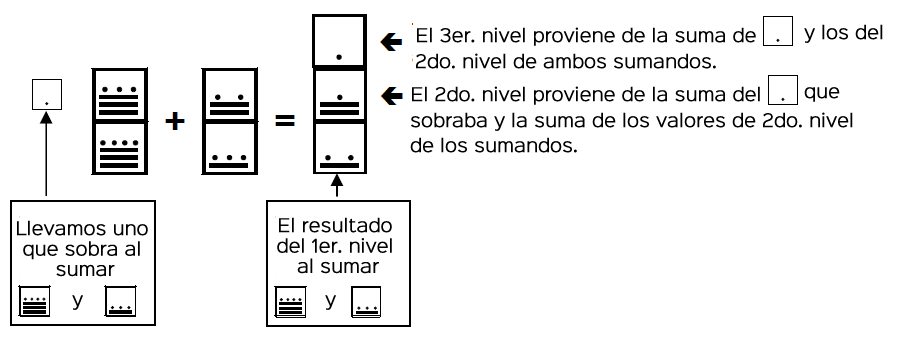 El 3er. nivel proviene de la suma de y los del
2do. nivel de ambos sumandos.
El 2do. nivel proviene de la suma del que
sobraba y la suma de los valores de 2do. nivel
de los sumandos.
+ =
Llevamos uno
que sobra al
sumar
y
El resultado
del 1er. nivel
al sumar
y